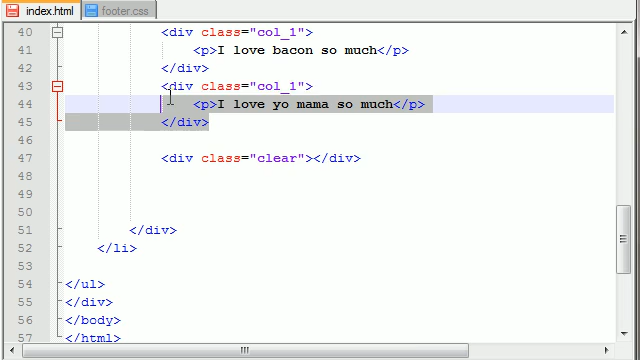 index.html footer.css
40 <div class="col_1">
41 <p>I love bacon so much</p>
42 </div>
43 <div class="col_1">
44 <p>I love yo mama so much</p>
45 </div>
46
47 <div class="clear"></div>
48
49
50
51 </div>
52 </li>
53
54 </ul>
55 </div>
56 </body>
57 </html>